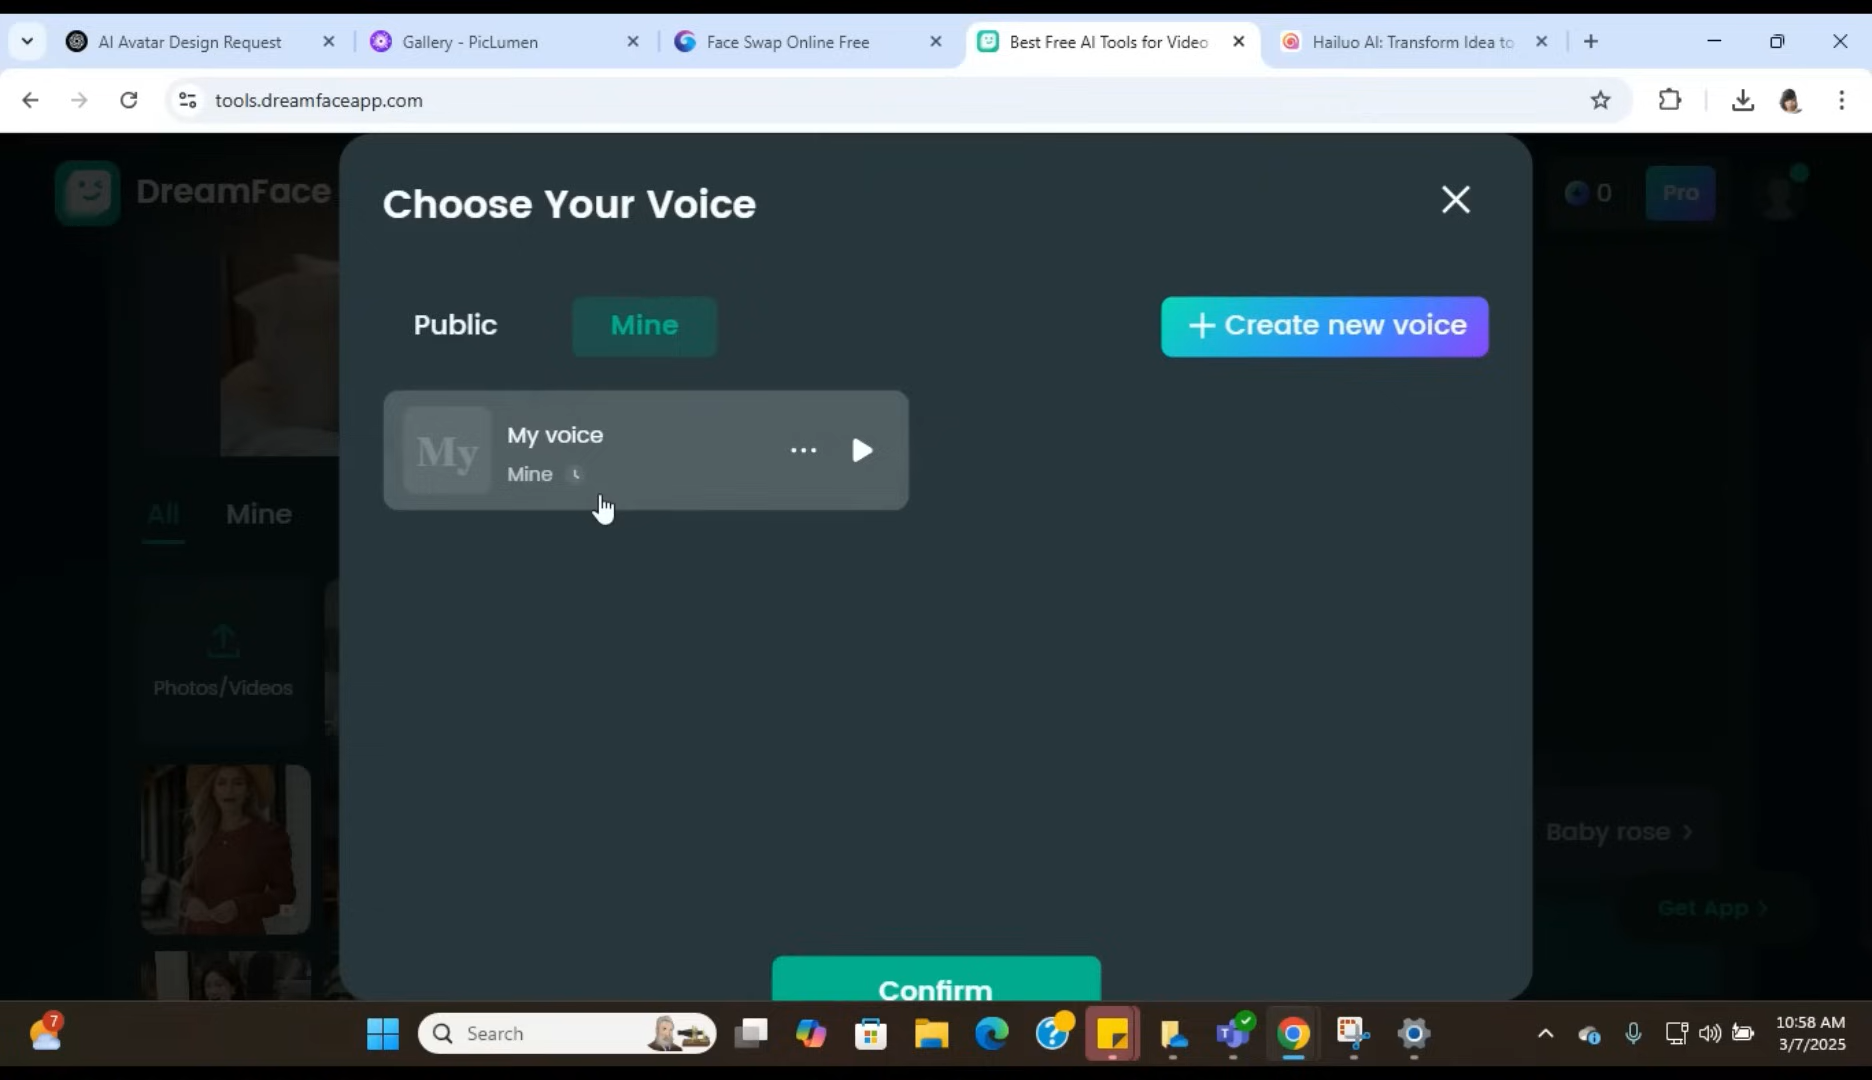 AI Avatar Design Request
Gallery - PicLumen
Face Swap Online Free
Best Free AI Tools for Video
Hailuo AI: Transform Idea to
tools.dreamfaceapp.com
DreamFace
Choose Your Voice
0
Pro
Public
Mine
+ Create new voice
My
My voice
Mine
All
Mine
Photos/Videos
Baby rose >
Get App >
Confirm
7
Search
10:58 AM
3/7/2025